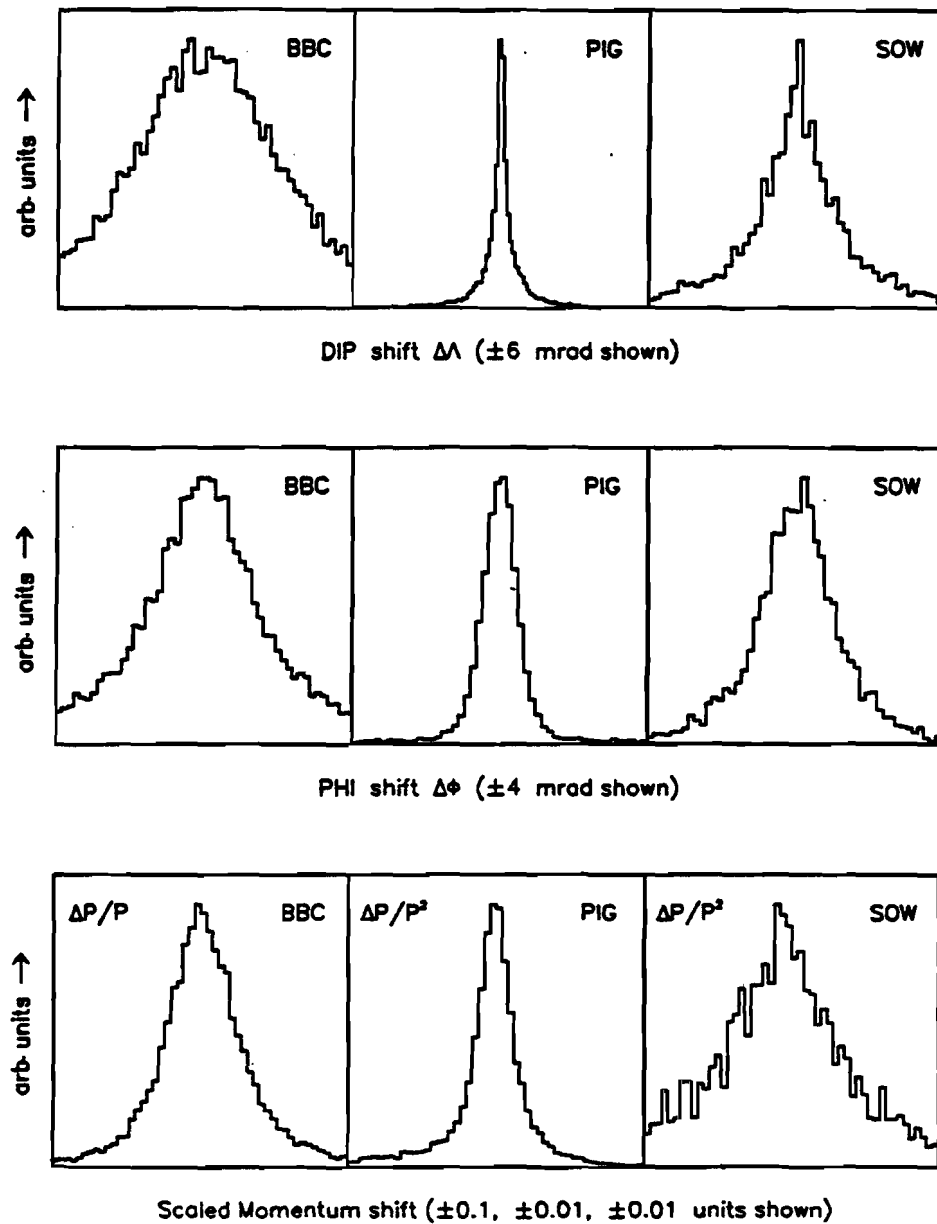 BBC PIG SOW
arb· units →
DIP shift ΔΛ (±6 mrad shown)
BBC PIG SOW
arb· units →
PHI shift Δϕ (±4 mrad shown)
ΔP/P BBC ΔP/P² PIG ΔP/P² SOW
arb· units →
Scaled Momentum shift (±0.1, ±0.01, ±0.01 units shown)